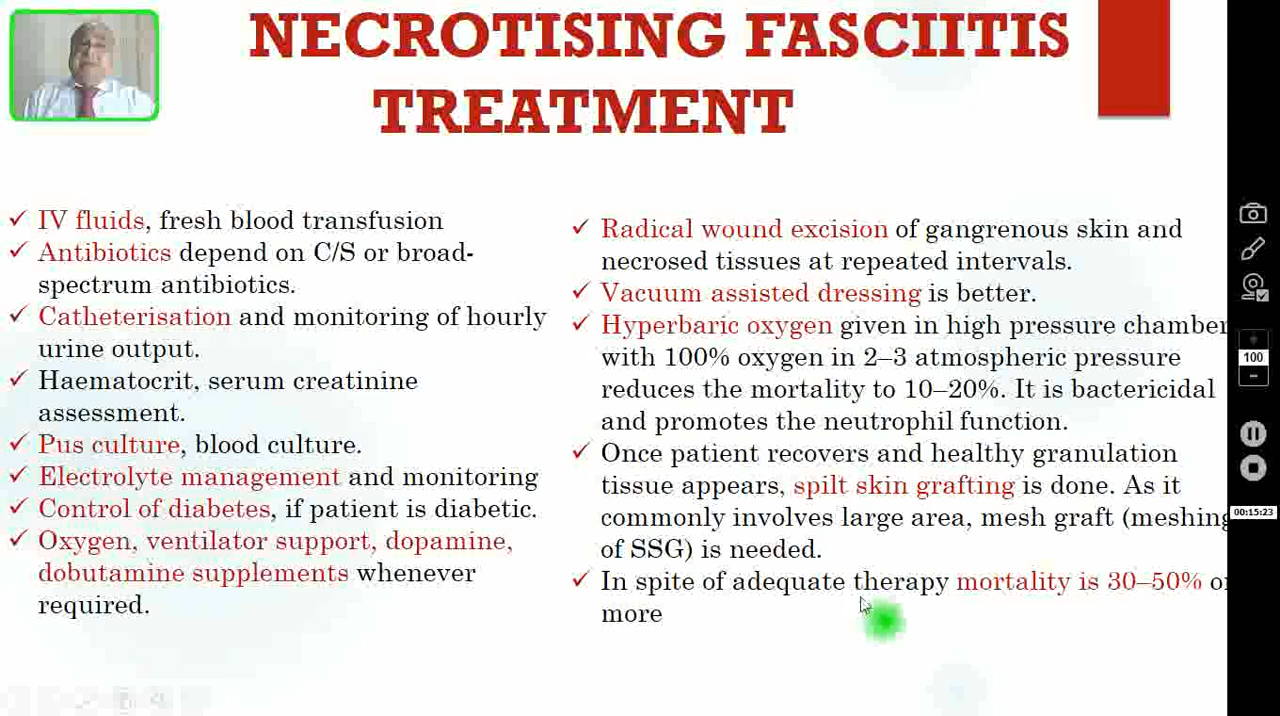 NECROTISING FASCIITIS
TREATMENT
✓ IV fluids, fresh blood transfusion
✓ Antibiotics depend on C/S or broad-
spectrum antibiotics.
✓ Catheterisation and monitoring of hourly
urine output.
✓ Haematocrit, serum creatinine
assessment.
✓ Pus culture, blood culture.
✓ Electrolyte management and monitoring
✓ Control of diabetes, if patient is diabetic.
✓ Oxygen, ventilator support, dopamine,
dobutamine supplements whenever
required.
✓ Radical wound excision of gangrenous skin and
necrosed tissues at repeated intervals.
✓ Vacuum assisted dressing is better.
✓ Hyperbaric oxygen given in high pressure chamber
with 100% oxygen in 2–3 atmospheric pressure
reduces the mortality to 10–20%. It is bactericidal
and promotes the neutrophil function.
✓ Once patient recovers and healthy granulation
tissue appears, spilt skin grafting is done. As it
commonly involves large area, mesh graft (meshing
of SSG) is needed.
✓ In spite of adequate therapy mortality is 30–50% or
more
100
00:15:23